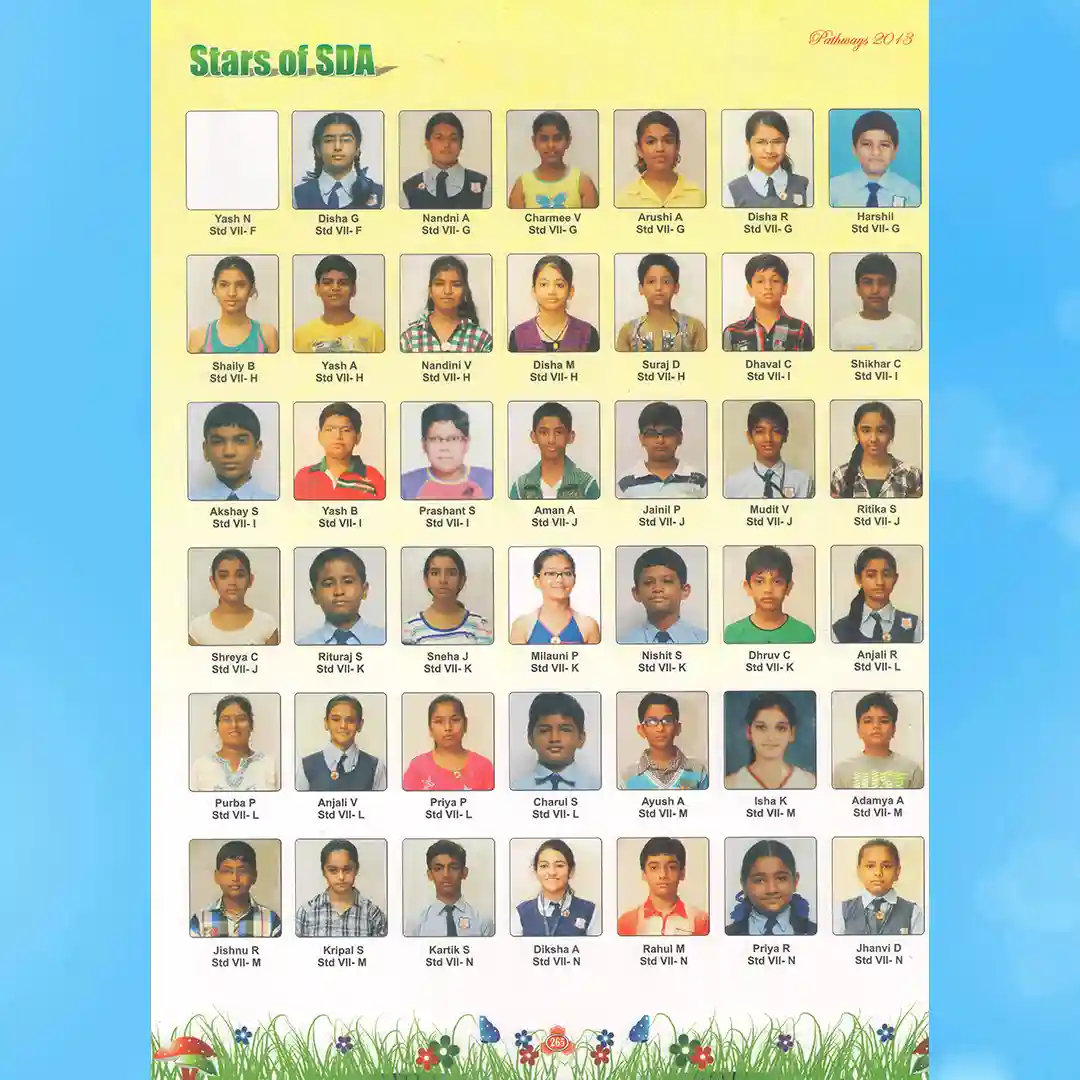 Pathways 2013
Stars of SDA
Yash N Disha G Nandni A Charmee V Arushi A Disha R Harshil
Std VII- F Std VII- F Std VII- G Std VII- G Std VII- G Std VII- G Std VII- G
Shaily B Yash A Nandini V Disha M Suraj D Dhaval C Shikhar C
Std VII- H Std VII- H Std VII- H Std VII- H Std VII- H Std VII- I Std VII- I
Akshay S Yash B Prashant S Aman A Jainil P Mudit V Ritika S
Std VII- I Std VII- I Std VII- I Std VII- J Std VII- J Std VII- J Std VII- J
Shreya C Rituraj S Sneha J Milauni P Nishit S Dhruv C Anjali R
Std VII- J Std VII- K Std VII- K Std VII- K Std VII- K Std VII- K Std VII- L
Purba P Anjali V Priya P Charul S Ayush A Isha K Adamya A
Std VII- L Std VII- L Std VII- L Std VII- L Std VII- M Std VII- M Std VII- M
Jishnu R Kripal S Kartik S Diksha A Rahul M Priya R Jhanvi D
Std VII- M Std VII- M Std VII- N Std VII- N Std VII- N Std VII- N Std VII- N
265